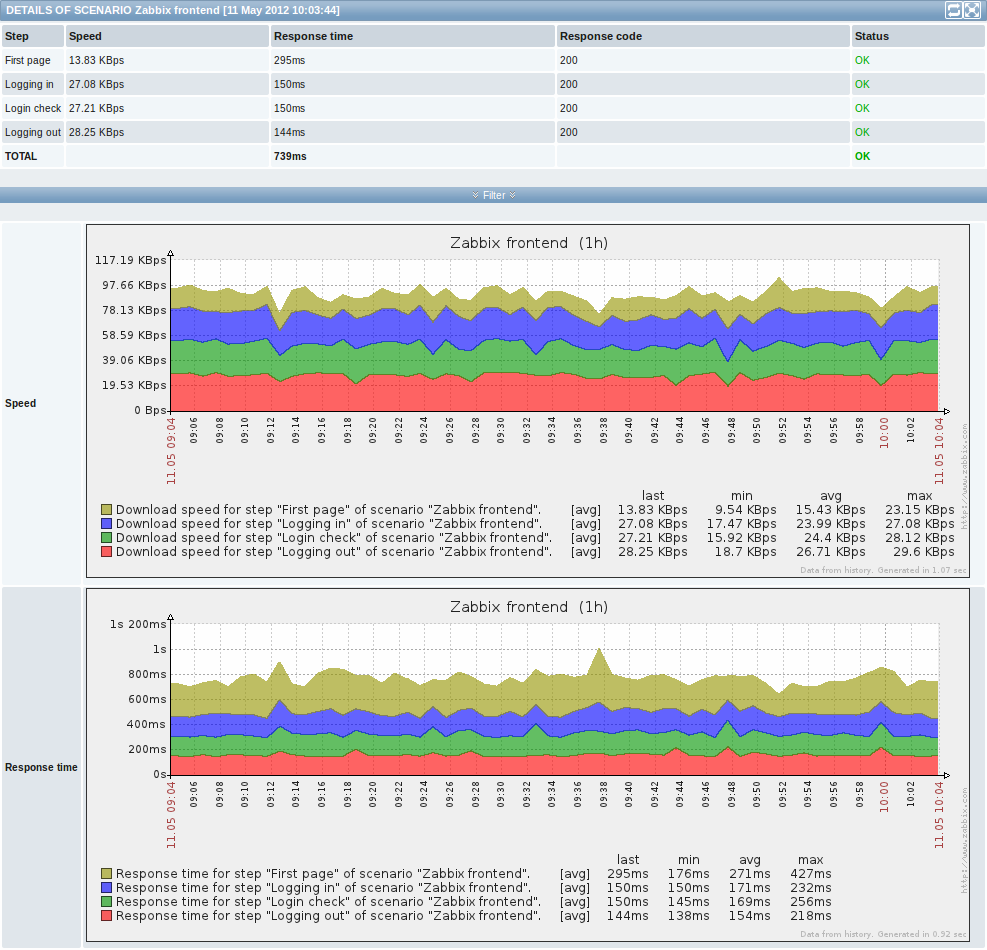 DETAILS OF SCENARIO Zabbix frontend [11 May 2012 10:03:44]
Step Speed Response time Response code Status
First page 13.83 KBps 295ms 200 OK
Logging in 27.08 KBps 150ms 200 OK
Login check 27.21 KBps 150ms 200 OK
Logging out 28.25 KBps 144ms 200 OK
TOTAL 739ms OK
Filter
Speed
Zabbix frontend (1h)
117.19 KBps
97.66 KBps
78.13 KBps
58.59 KBps
39.06 KBps
19.53 KBps
0 Bps
11.05 09:04 09:06 09:08 09:10 09:12 09:14 09:16 09:18 09:20 09:22 09:24 09:26 09:28 09:30 09:32 09:34 09:36 09:38 09:40 09:42 09:44 09:46 09:48 09:50 09:52 09:54 09:56 09:58 10:00 10:02 11.05 10:04
http://www.zabbix.com
last min avg max
Download speed for step "First page" of scenario "Zabbix frontend". [avg] 13.83 KBps 9.54 KBps 15.43 KBps 23.15 KBps
Download speed for step "Logging in" of scenario "Zabbix frontend". [avg] 27.08 KBps 17.47 KBps 23.99 KBps 27.08 KBps
Download speed for step "Login check" of scenario "Zabbix frontend". [avg] 27.21 KBps 15.92 KBps 24.4 KBps 28.12 KBps
Download speed for step "Logging out" of scenario "Zabbix frontend". [avg] 28.25 KBps 18.7 KBps 26.71 KBps 29.6 KBps
Data from history. Generated in 1.07 sec
Response time
Zabbix frontend (1h)
1s 200ms
1s
800ms
600ms
400ms
200ms
0s
11.05 09:04 09:06 09:08 09:10 09:12 09:14 09:16 09:18 09:20 09:22 09:24 09:26 09:28 09:30 09:32 09:34 09:36 09:38 09:40 09:42 09:44 09:46 09:48 09:50 09:52 09:54 09:56 09:58 10:00 10:02 11.05 10:04
http://www.zabbix.com
last min avg max
Response time for step "First page" of scenario "Zabbix frontend". [avg] 295ms 176ms 271ms 427ms
Response time for step "Logging in" of scenario "Zabbix frontend". [avg] 150ms 150ms 171ms 232ms
Response time for step "Login check" of scenario "Zabbix frontend". [avg] 150ms 145ms 169ms 256ms
Response time for step "Logging out" of scenario "Zabbix frontend". [avg] 144ms 138ms 154ms 218ms
Data from history. Generated in 0.92 sec